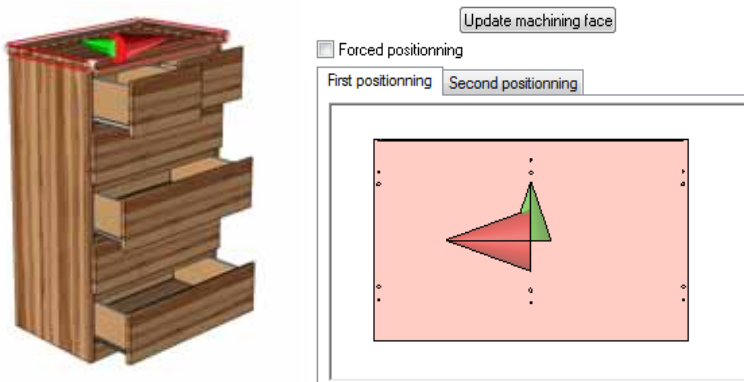 Update machining face
Forced positionning
First positionning
Second positionning